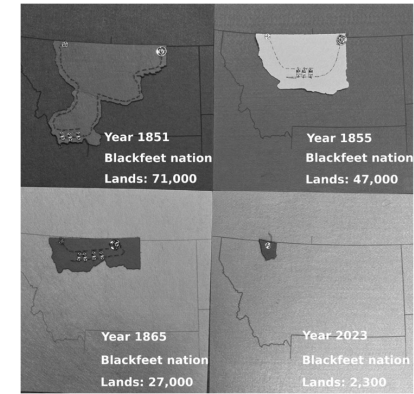 Year 1851
Blackfeet nation
Lands: 71,000
Year 1855
Blackfeet nation
Lands: 47,000
Year 1865
Blackfeet nation
Lands: 27,000
Year 2023
Blackfeet nation
Lands: 2,300